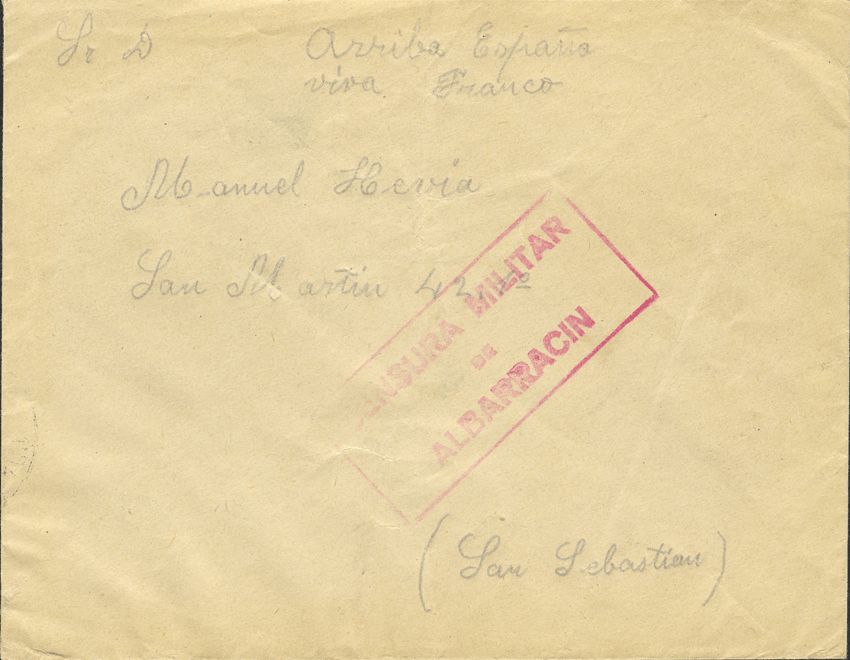 Sr D
Arriba España
viva Franco
Manuel Hevia
San Martin 42,
CENSURA MILITAR
DE
ALBARRACIN
(San Sebastian)